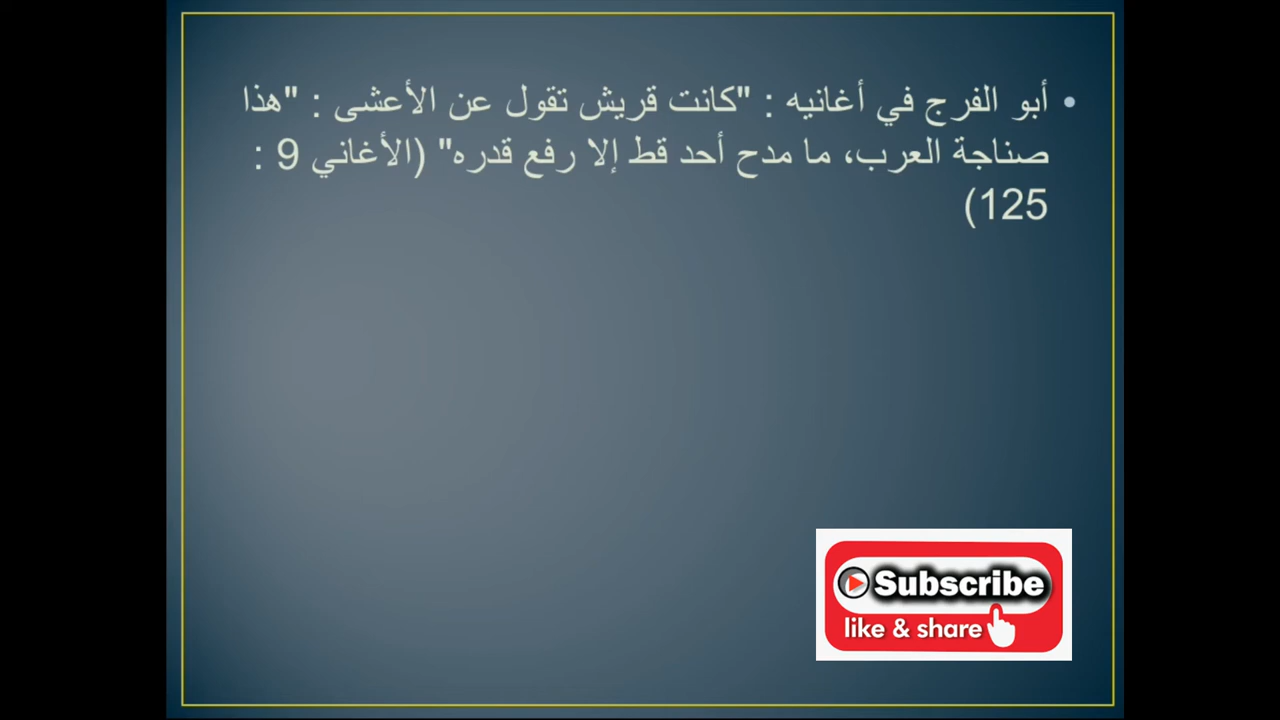 • أبو الفرج في أغانيه : "كانت قريش تقول عن الأعشى : "هذا
صناجة العرب، ما مدح أحد قط إلا رفع قدره" (الأغاني 9 :
125)
Subscribe
like & share